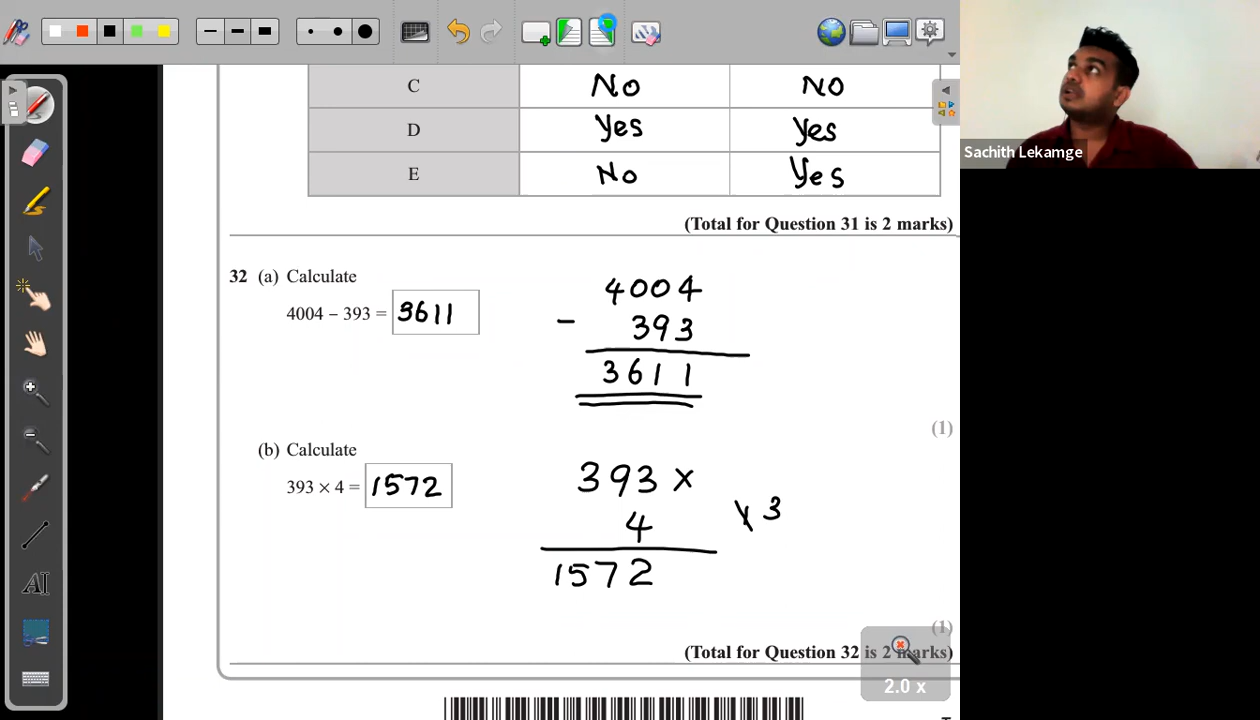 C No NO
D Yes Yes
E No Yes
(Total for Question 31 is 2 marks)
32 (a) Calculate
4004 – 393 = 3611
4004
– 393
3611
(1)
(b) Calculate
393 × 4 = 1572
393 ×
4
1572
3
(1)
(Total for Question 32 is 2 marks)
2.0 x
Sachith Lekamge